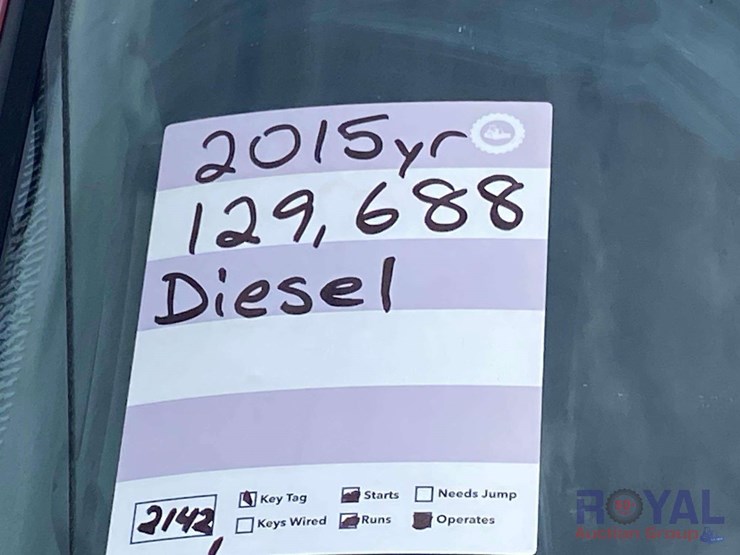 2015yr
129,688
Diesel
Key Tag Starts Needs Jump
2142 Keys Wired Runs Operates
ROYAL
Auction Group